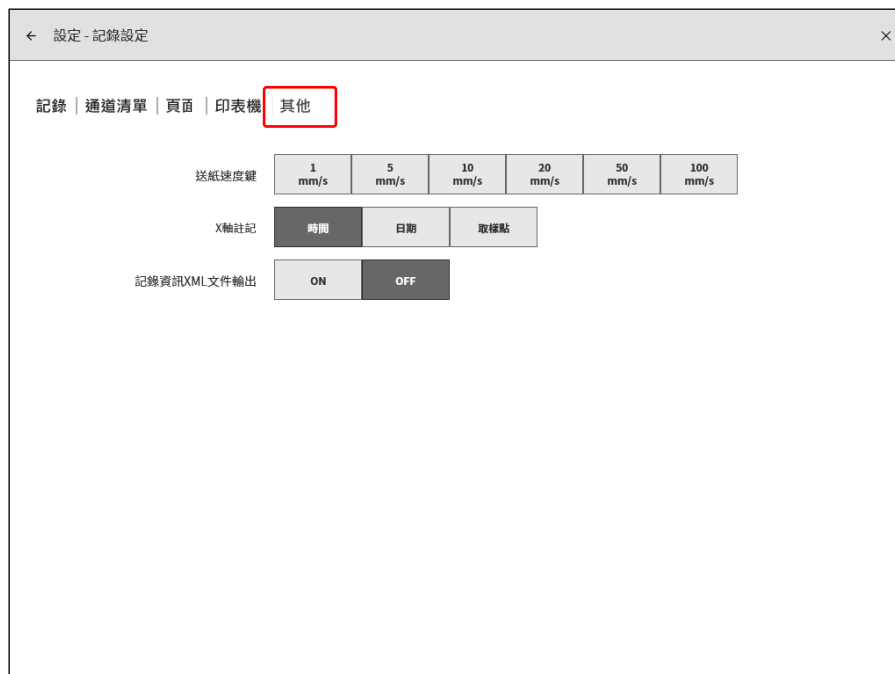 ← 設定 - 記錄設定 ×
記錄 | 通道清單 | 頁面 | 印表機 | 其他
送紙速度鍵 1 mm/s 5 mm/s 10 mm/s 20 mm/s 50 mm/s 100 mm/s
X軸註記 時間 日期 取樣點
記錄資訊XML文件輸出 ON OFF